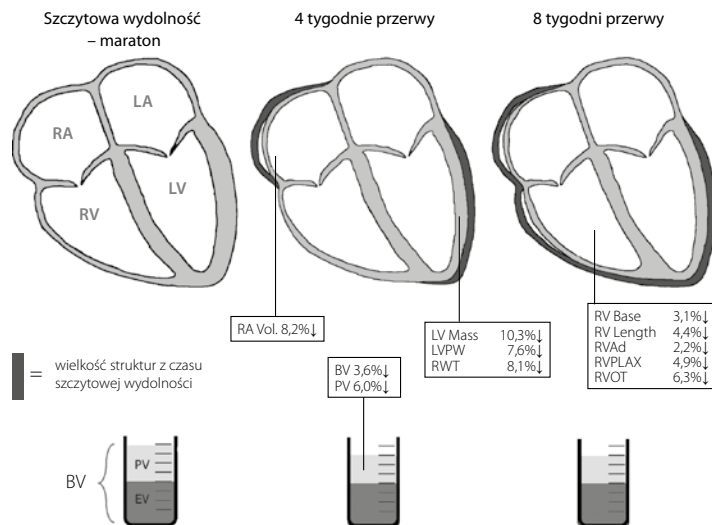 Szczytowa wydolność
– maraton
4 tygodnie przerwy
8 tygodni przerwy
LA
RA
LV
RV
RA Vol. 8,2%↓
LV Mass 10,3%↓
LVPW 7,6%↓
RWT 8,1%↓
RV Base 3,1%↓
RV Length 4,4%↓
RVAd 2,2%↓
RVPLAX 4,9%↓
RVOT 6,3%↓
= wielkość struktur z czasu
szczytowej wydolności
BV 3,6%↓
PV 6,0%↓
BV
PV
EV